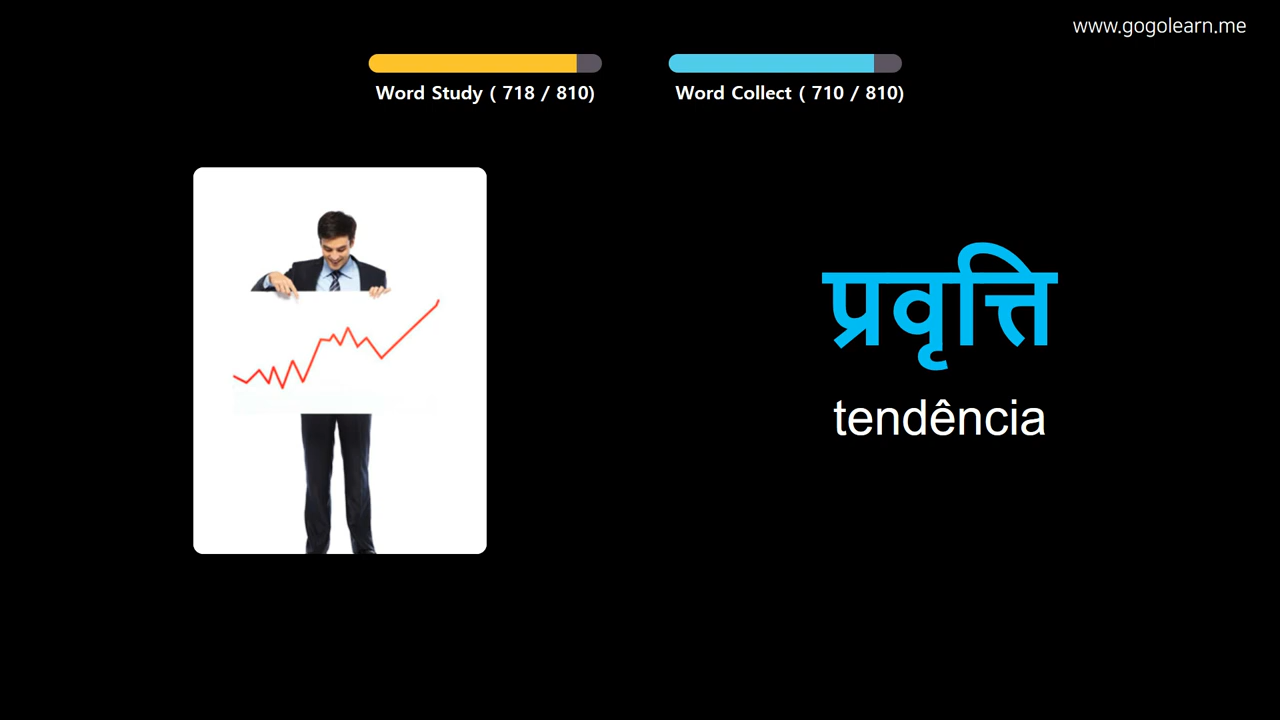 www.gogolearn.me
Word Study ( 718 / 810)
Word Collect ( 710 / 810)
प्रवृत्ति
tendência